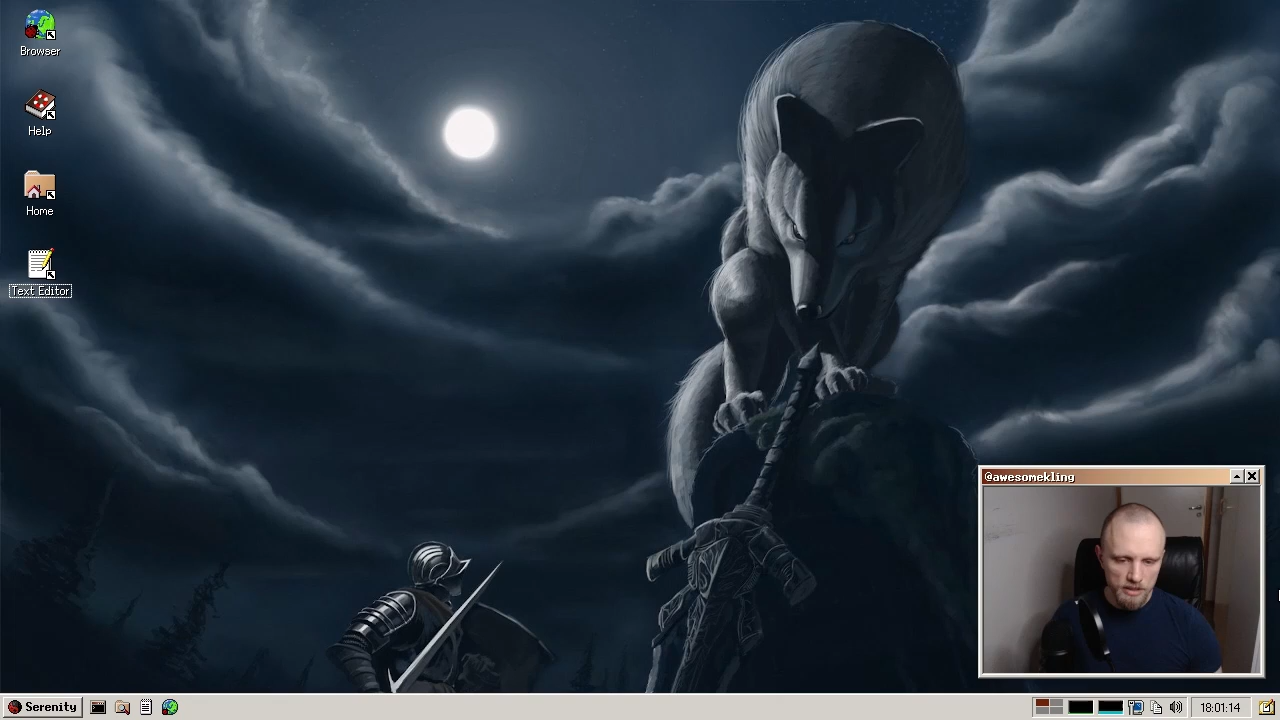 Browser
Help
Home
Text Editor
@awesomekling
Serenity
18:01:14